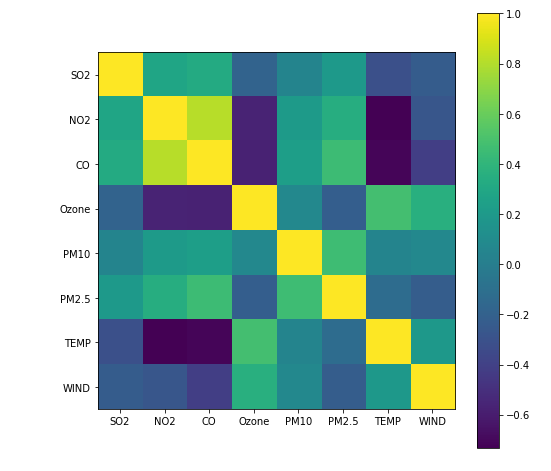 1.0
0.8
0.6
0.4
0.2
0.0
−0.2
−0.4
−0.6
SO2
NO2
CO
Ozone
PM10
PM2.5
TEMP
WIND
SO2 NO2 CO Ozone PM10 PM2.5 TEMP WIND